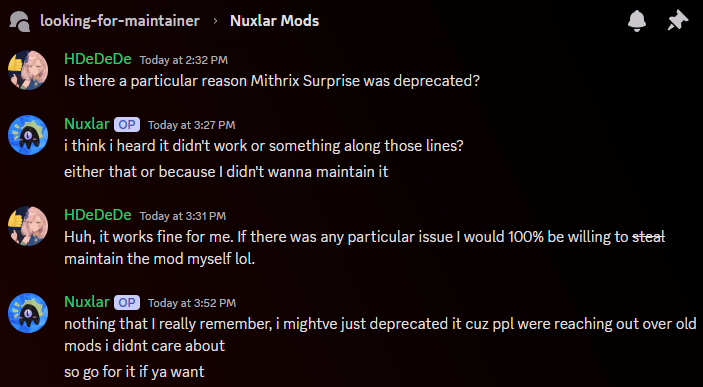 looking-for-maintainer › Nuxlar Mods
HDeDeDe Today at 2:32 PM
Is there a particular reason Mithrix Surprise was deprecated?
Nuxlar OP Today at 3:27 PM
i think i heard it didn't work or something along those lines?
either that or because I didn't wanna maintain it
HDeDeDe Today at 3:31 PM
Huh, it works fine for me. If there was any particular issue I would 100% be willing to steal
maintain the mod myself lol.
Nuxlar OP Today at 3:52 PM
nothing that I really remember, i mightve just deprecated it cuz ppl were reaching out over old
mods i didnt care about
so go for it if ya want